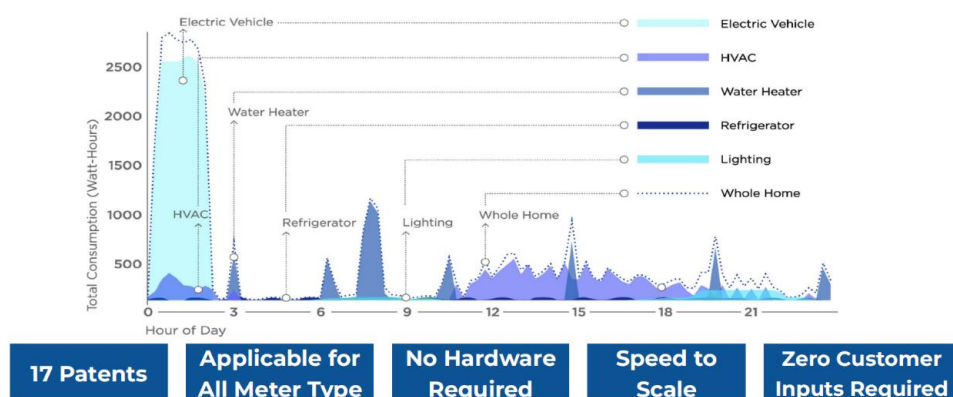 Electric Vehicle
Electric Vehicle
HVAC
Water Heater
Refrigerator
Lighting
Whole Home
Water Heater
HVAC
Refrigerator
Lighting
Whole Home
Total Consumption (Watt-Hours)
2500
2000
1500
1000
500
0 3 6 9 12 15 18 21
Hour of Day
17 Patents
Applicable for
All Meter Type
No Hardware
Required
Speed to
Scale
Zero Customer
Inputs Required